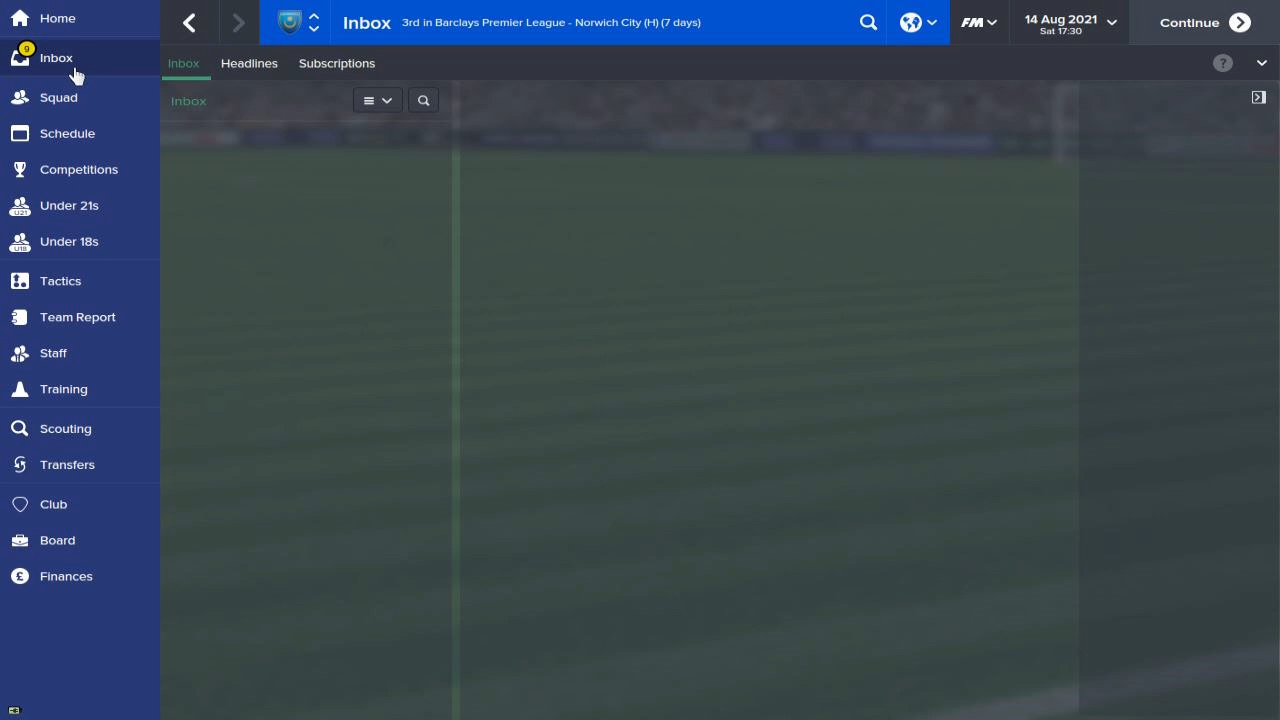 Home
9
Inbox
Squad
Schedule
Competitions
U21
Under 21s
U18
Under 18s
Tactics
Team Report
Staff
Training
Scouting
Transfers
Club
Board
£
Finances
Inbox
3rd in Barclays Premier League - Norwich City (H) (7 days)
FM
14 Aug 2021
Sat 17:30
Continue
Inbox
Headlines
Subscriptions
?
Inbox